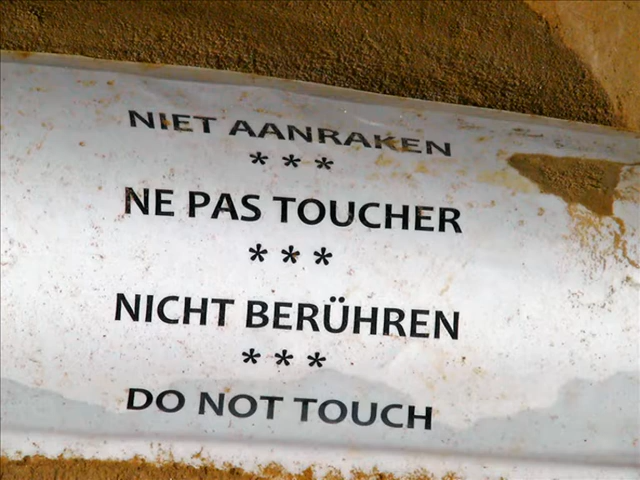 NIET AANRAKEN
* * *
NE PAS TOUCHER
* * *
NICHT BERÜHREN
* * *
DO NOT TOUCH